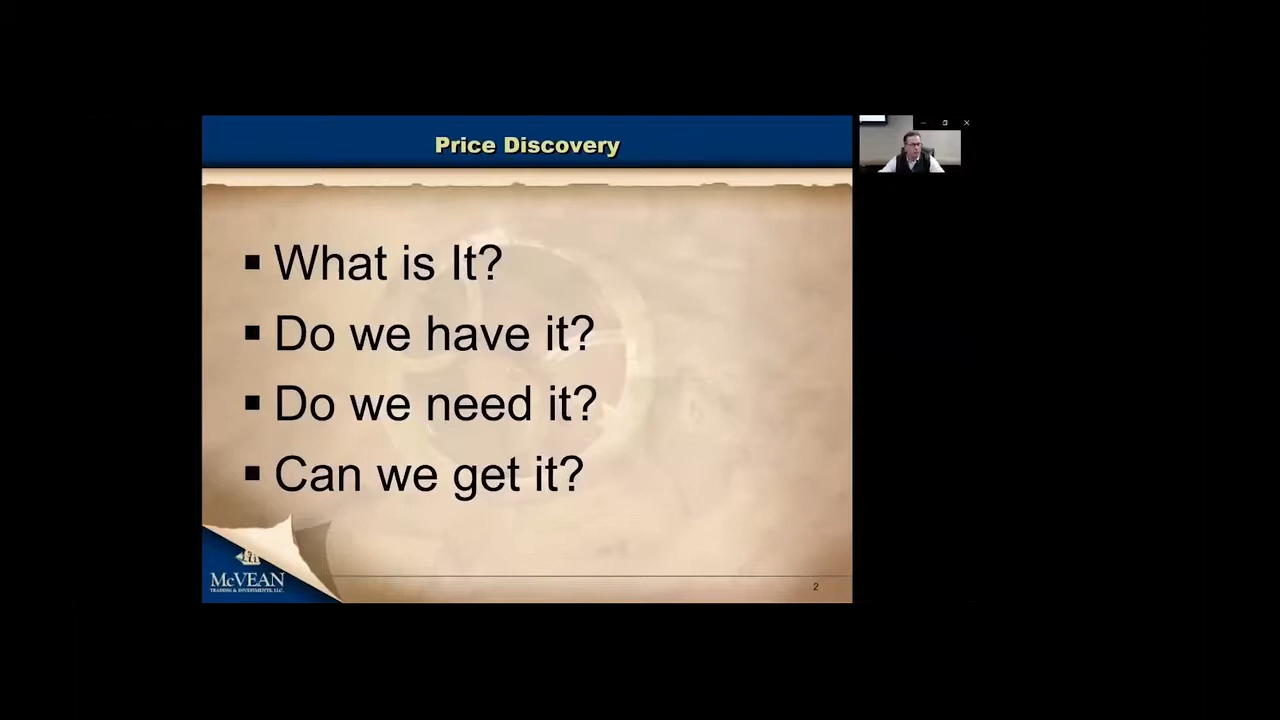 Price Discovery
What is It?
Do we have it?
Do we need it?
Can we get it?
McVEAN
TRADING & INVESTMENTS, LLC.
2